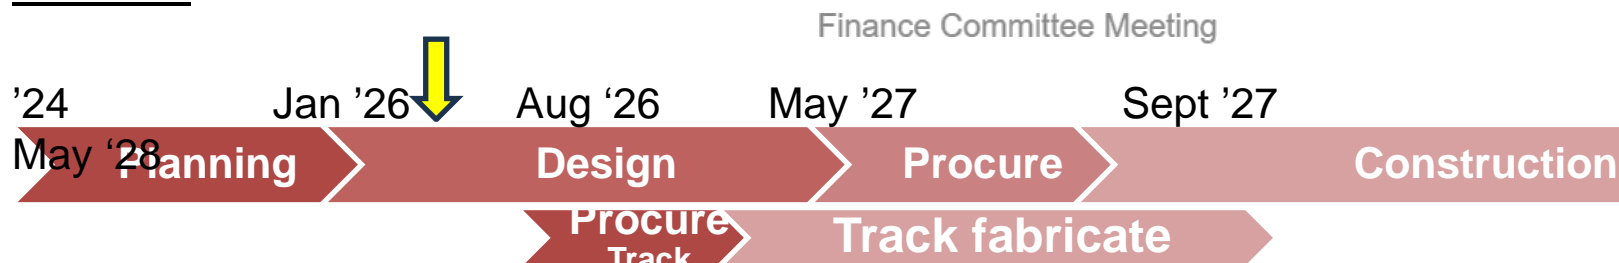 Finance Committee Meeting
’24 Jan ’26 Aug ‘26 May ’27 Sept ’27
May ‘28
Planning Design Procure Construction
Procure Track fabricate
Track